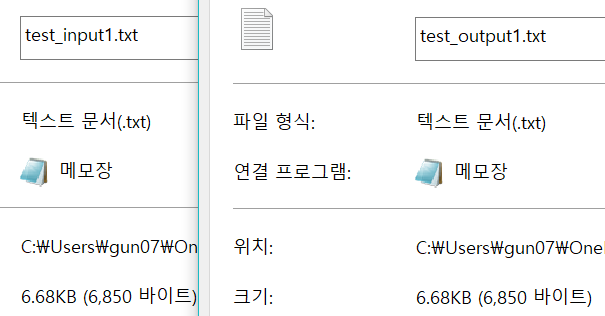 test_input1.txt
텍스트 문서(.txt)
메모장
C:₩Users₩gun07₩One
6.68KB (6,850 바이트)
test_output1.txt
파일 형식: 텍스트 문서(.txt)
연결 프로그램: 메모장
위치: C:₩Users₩gun07₩One
크기: 6.68KB (6,850 바이트)